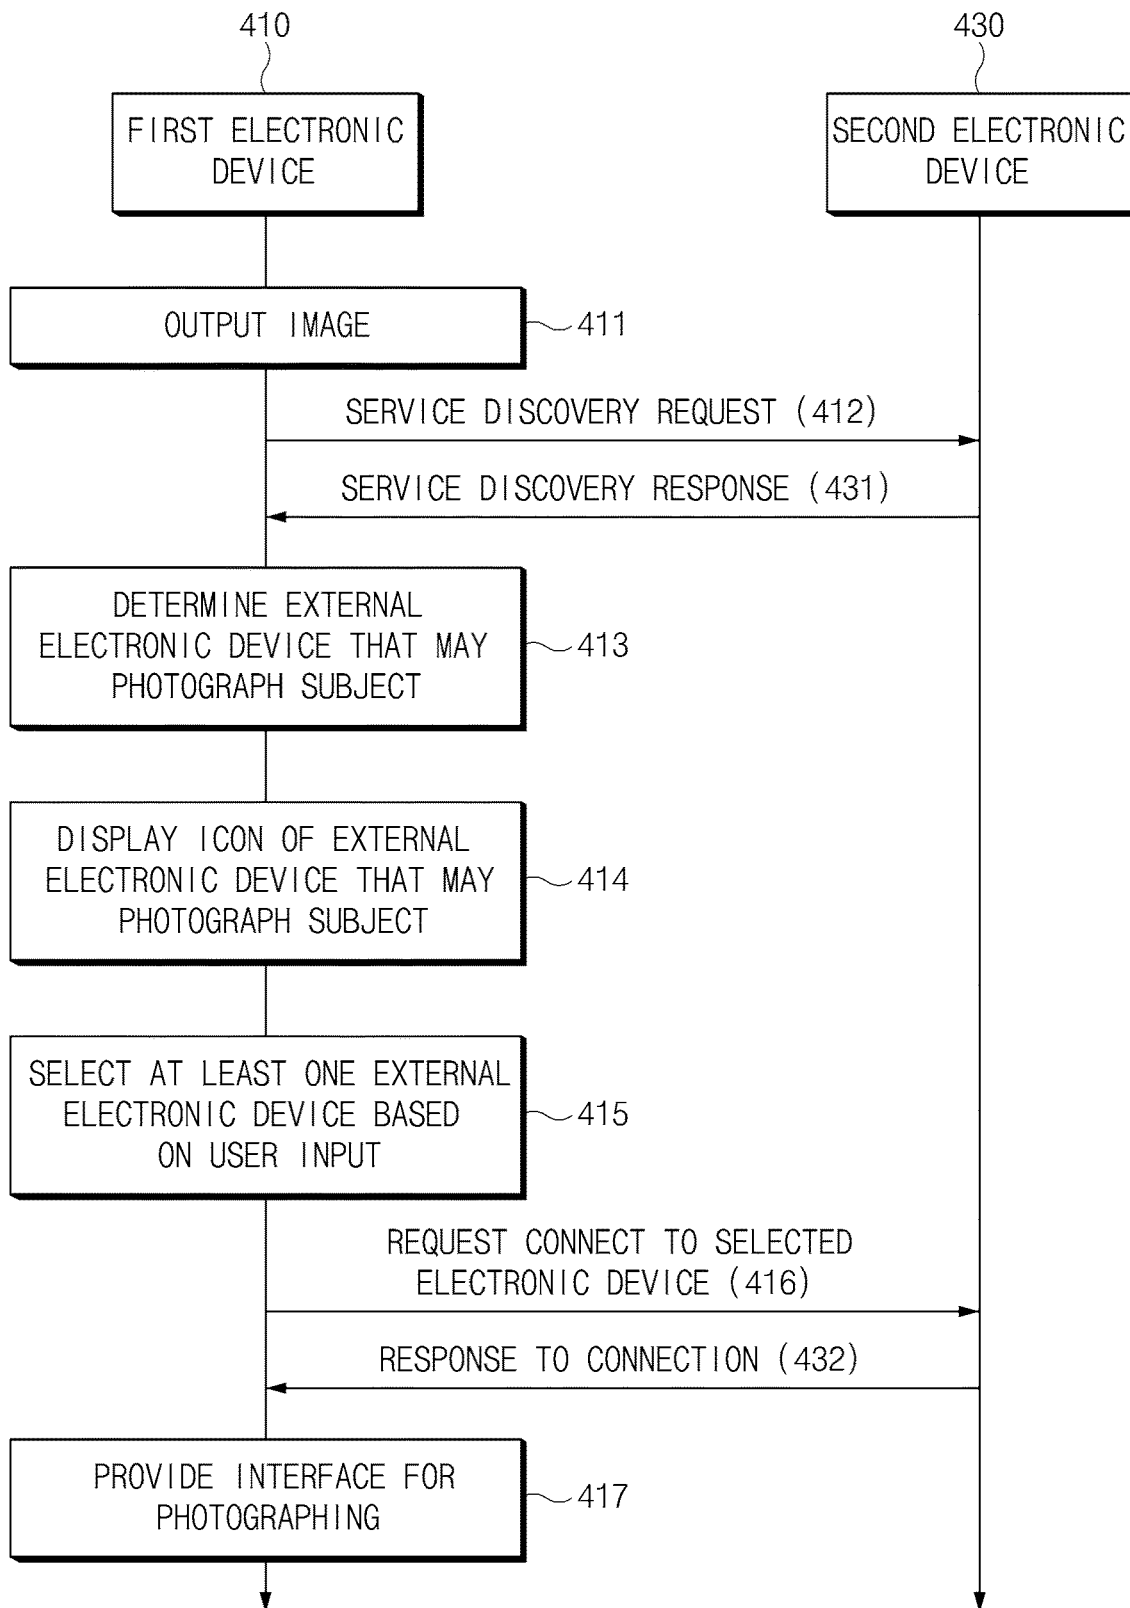 410
430
FIRST ELECTRONIC
DEVICE
SECOND ELECTRONIC
DEVICE
OUTPUT IMAGE
411
SERVICE DISCOVERY REQUEST (412)
SERVICE DISCOVERY RESPONSE (431)
DETERMINE EXTERNAL
ELECTRONIC DEVICE THAT MAY
PHOTOGRAPH SUBJECT
413
DISPLAY ICON OF EXTERNAL
ELECTRONIC DEVICE THAT MAY
PHOTOGRAPH SUBJECT
414
SELECT AT LEAST ONE EXTERNAL
ELECTRONIC DEVICE BASED
ON USER INPUT
415
REQUEST CONNECT TO SELECTED
ELECTRONIC DEVICE (416)
RESPONSE TO CONNECTION (432)
PROVIDE INTERFACE FOR
PHOTOGRAPHING
417